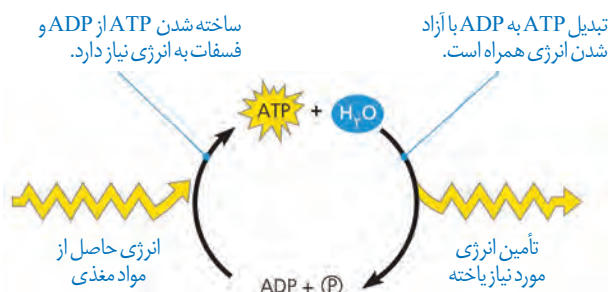 تبدیل ATP به ADP با آزاد
شدن انرژی همراه است.
ساخته شدن ATP از ADP و
فسفات به انرژی نیاز دارد.
ATP + H۲O
تأمین انرژی
مورد نیاز یاخته
انرژی حاصل از
مواد مغذی
ADP + P